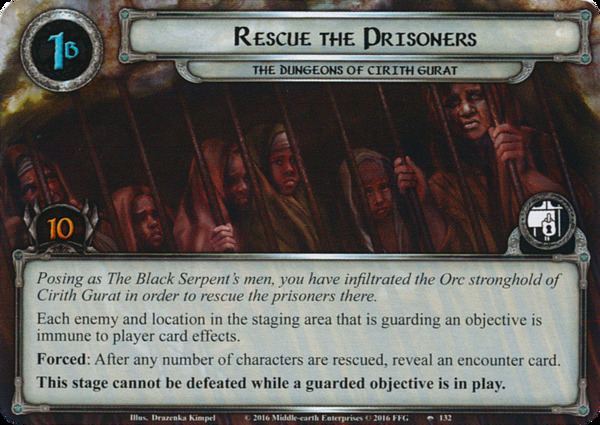 1B
RESCUE THE PRISONERS
THE DUNGEONS OF CIRITH GURAT
10
Posing as The Black Serpent's men, you have infiltrated the Orc stronghold of
Cirith Gurat in order to rescue the prisoners there.
Each enemy and location in the staging area that is guarding an objective is
immune to player card effects.
Forced: After any number of characters are rescued, reveal an encounter card.
This stage cannot be defeated while a guarded objective is in play.
Illus. Drazenka Kimpel © 2016 Middle-earth Enterprises © 2016 FFG 132